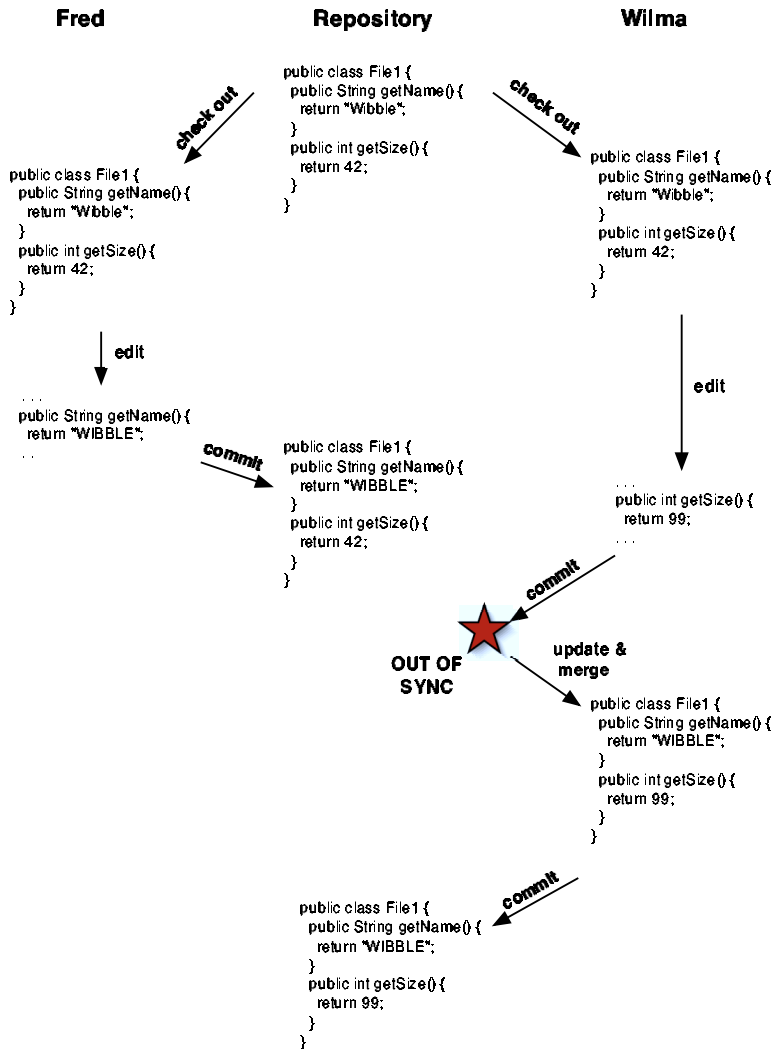 Fred
Repository
Wilma
public class File1 {
public String getName() {
return "Wibble";
}
public int getSize() {
return 42;
}
}
check out
check out
public class File1 {
public String getName() {
return "Wibble";
}
public int getSize() {
return 42;
}
}
public class File1 {
public String getName() {
return "Wibble";
}
public int getSize() {
return 42;
}
}
edit
edit
. . .
public String getName() {
return "WIBBLE";
. .
commit
public class File1 {
public String getName() {
return "WIBBLE";
}
public int getSize() {
return 42;
}
}
. . .
public int getSize() {
return 99;
. . .
commit
OUT OF
SYNC
update &
merge
public class File1 {
public String getName() {
return "WIBBLE";
}
public int getSize() {
return 99;
}
}
commit
public class File1 {
public String getName() {
return "WIBBLE";
}
public int getSize() {
return 99;
}
}